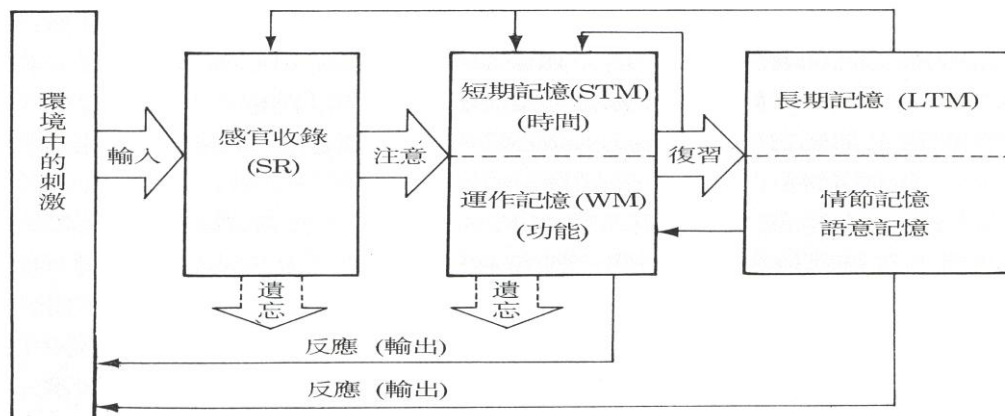 環境中的刺激
輸入
感官收錄
(SR)
遺忘
注意
短期記憶(STM)
(時間)
運作記憶(WM)
(功能)
遺忘
復習
長期記憶 (LTM)
情節記憶
語意記憶
反應 (輸出)
反應 (輸出)